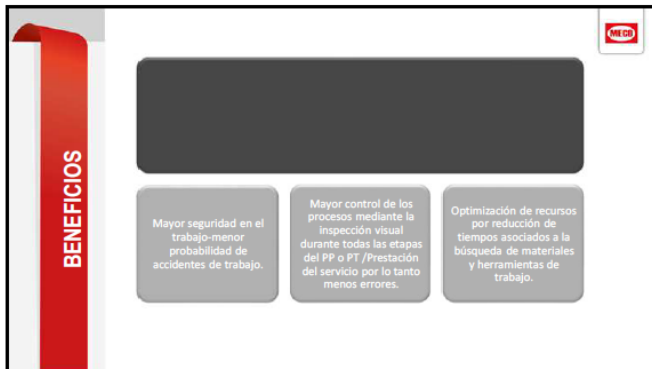 MECO
BENEFICIOS
Mayor seguridad en el
trabajo-menor
probabilidad de
accidentes de trabajo.
Mayor control de los
procesos mediante la
inspección visual
durante todas las etapas
del PP o PT /Prestación
del servicio por lo tanto
menos errores.
Optimización de recursos
por reducción de
tiempos asociados a la
búsqueda de materiales
y herramientas de
trabajo.